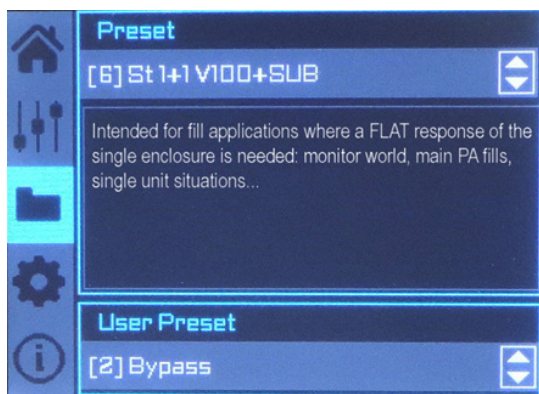 Preset
[6] St 1+1 V100+SUB
Intended for fill applications where a FLAT response of the
single enclosure is needed: monitor world, main PA fills,
single unit situations...
User Preset
[2] Bypass